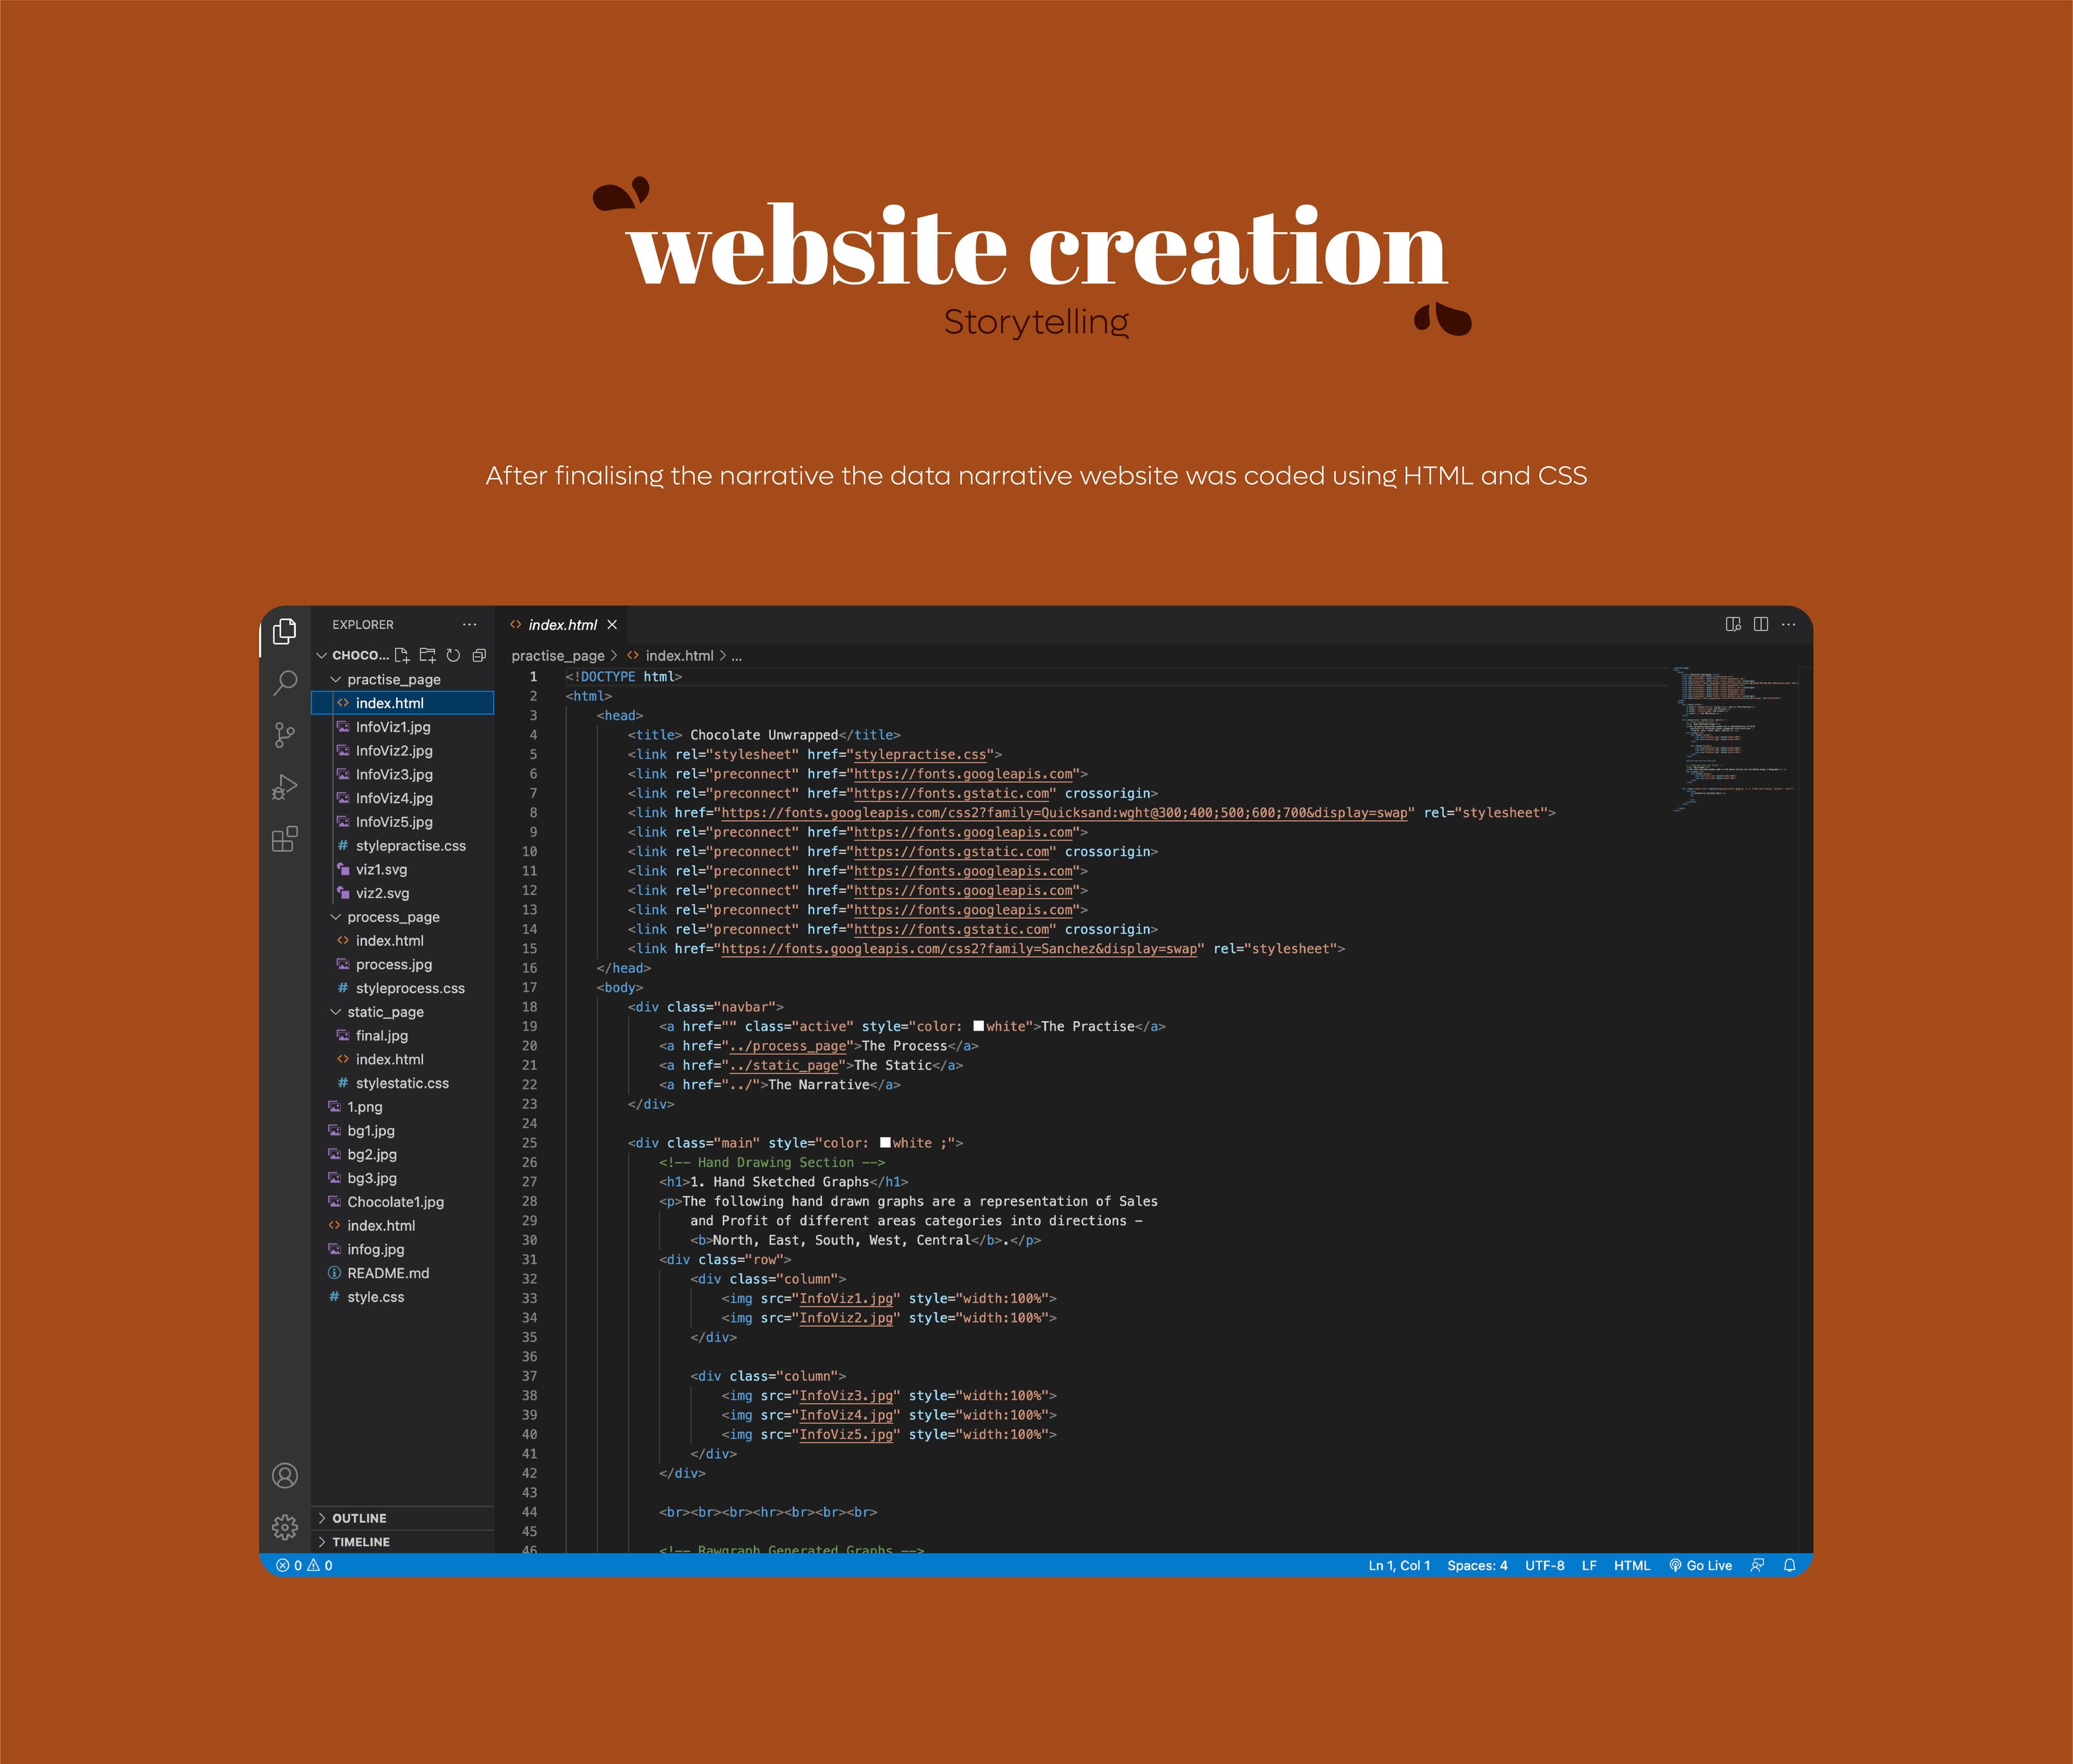 website creation
Storytelling
After finalising the narrative the data narrative website was coded using HTML and CSS
EXPLORER
CHOCO...
practise_page
index.html
InfoViz1.jpg
InfoViz2.jpg
InfoViz3.jpg
InfoViz4.jpg
InfoViz5.jpg
# stylepractise.css
viz1.svg
viz2.svg
process_page
index.html
process.jpg
# styleprocess.css
static_page
final.jpg
index.html
# stylestatic.css
1.png
bg1.jpg
bg2.jpg
bg3.jpg
Chocolate1.jpg
index.html
infog.jpg
README.md
# style.css
OUTLINE
TIMELINE
index.html
practise_page > index.html > ...
1 <!DOCTYPE html>
2 <html>
3 <head>
4 <title> Chocolate Unwrapped</title>
5 <link rel="stylesheet" href="stylepractise.css">
6 <link rel="preconnect" href="https://fonts.googleapis.com">
7 <link rel="preconnect" href="https://fonts.gstatic.com" crossorigin>
8 <link href="https://fonts.googleapis.com/css2?family=Quicksand:wght@300;400;500;600;700&display=swap" rel="stylesheet">
9 <link rel="preconnect" href="https://fonts.googleapis.com">
10 <link rel="preconnect" href="https://fonts.gstatic.com" crossorigin>
11 <link rel="preconnect" href="https://fonts.googleapis.com">
12 <link rel="preconnect" href="https://fonts.googleapis.com">
13 <link rel="preconnect" href="https://fonts.googleapis.com">
14 <link rel="preconnect" href="https://fonts.gstatic.com" crossorigin>
15 <link href="https://fonts.googleapis.com/css2?family=Sanchez&display=swap" rel="stylesheet">
16 </head>
17 <body>
18 <div class="navbar">
19 <a href="" class="active" style="color: white">The Practise</a>
20 <a href="../process_page">The Process</a>
21 <a href="../static_page">The Static</a>
22 <a href="../">The Narrative</a>
23 </div>
24
25 <div class="main" style="color: white ;">
26 <!-- Hand Drawing Section -->
27 <h1>1. Hand Sketched Graphs</h1>
28 <p>The following hand drawn graphs are a representation of Sales
29 and Profit of different areas categories into directions –
30 <b>North, East, South, West, Central</b>.</p>
31 <div class="row">
32 <div class="column">
33 <img src="InfoViz1.jpg" style="width:100%">
34 <img src="InfoViz2.jpg" style="width:100%">
35 </div>
36
37 <div class="column">
38 <img src="InfoViz3.jpg" style="width:100%">
39 <img src="InfoViz4.jpg" style="width:100%">
40 <img src="InfoViz5.jpg" style="width:100%">
41 </div>
42 </div>
43
44 <br><br><br><hr><br><br><br>
45
46 <!-- Rawgraph Generated Graphs -->
0 0
Ln 1, Col 1 Spaces: 4 UTF-8 LF HTML Go Live